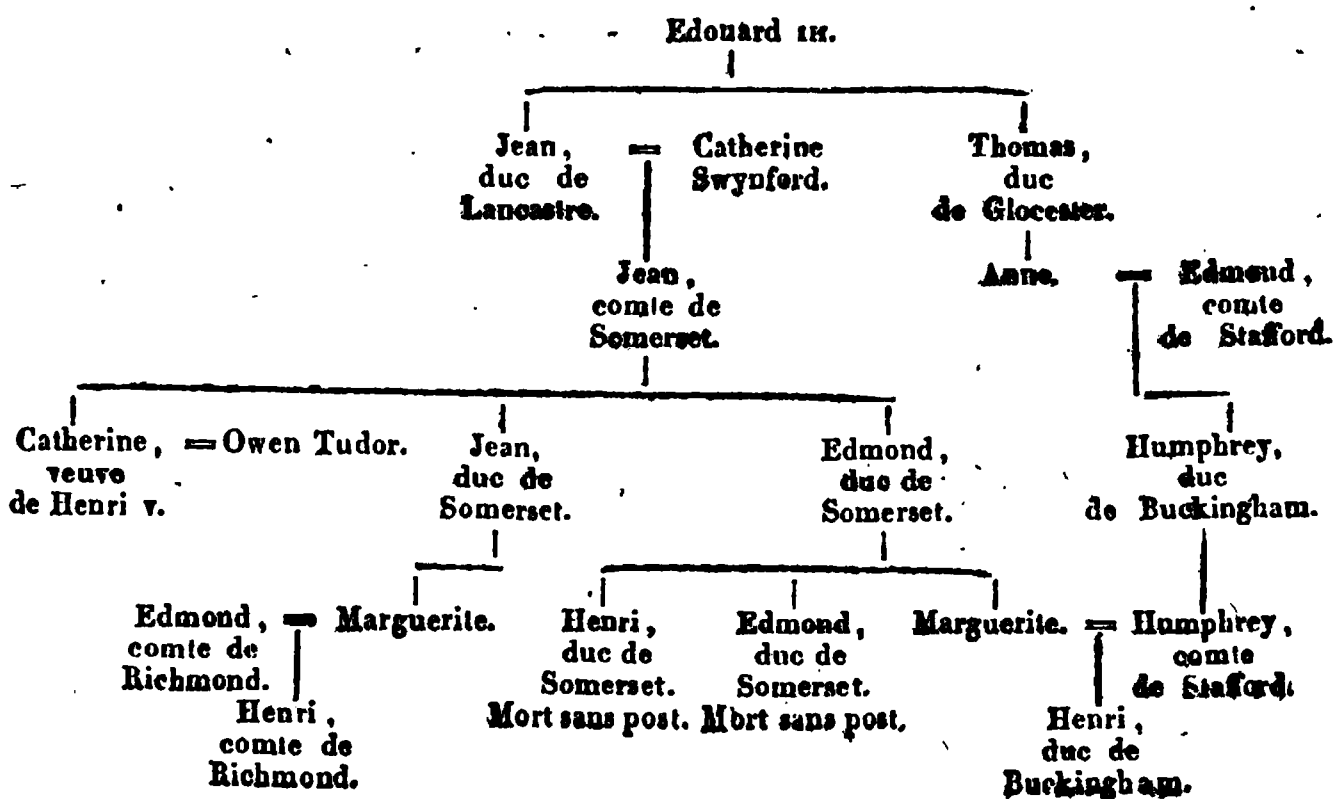 Edouard III.
Jean, = Catherine
duc de Swynford.
Lancastre.
Thomas,
duc
de Glocester.
Jean,
comte de
Somerset.
Anne. = Edmond,
comte
de Stafford.
Catherine, = Owen Tudor.
veuve
de Henri V.
Jean,
duc de
Somerset.
Edmond,
duc de
Somerset.
Humphrey,
duc
de Buckingham.
Edmond, = Marguerite.
comte de
Richmond.
Henri,
comte de
Richmond.
Henri,
duc de
Somerset.
Mort sans post.
Edmond,
duc de
Somerset.
Mort sans post.
Marguerite. = Humphrey,
comte
de Stafford.
Henri,
duc de
Buckingham.